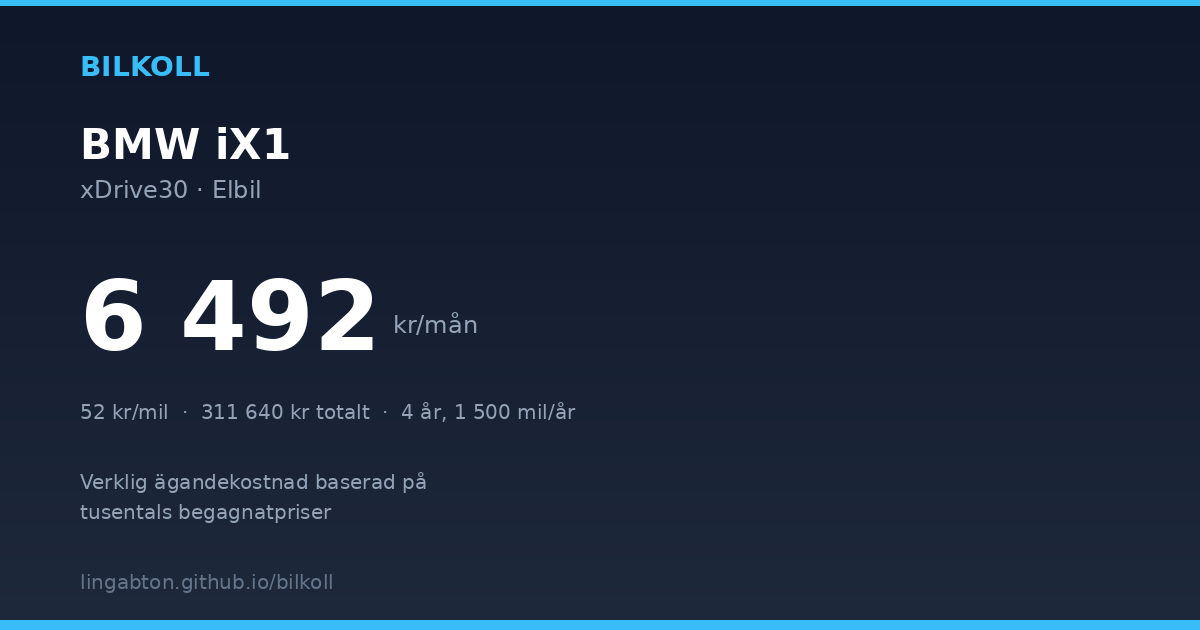 BILKOLL
BMW iX1
xDrive30 · Elbil
6 492 kr/mån
52 kr/mil · 311 640 kr totalt · 4 år, 1 500 mil/år
Verklig ägandekostnad baserad på
tusentals begagnatpriser
lingabton.github.io/bilkoll